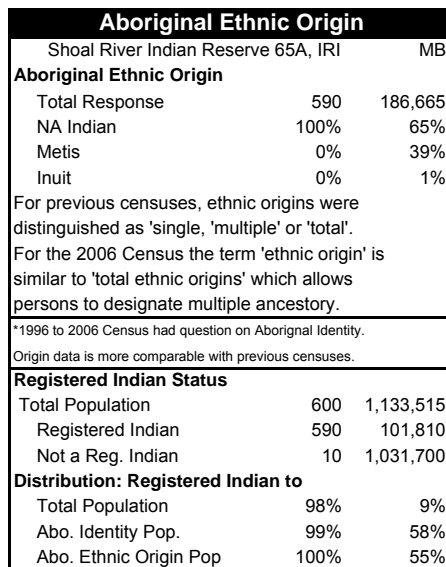 Aboriginal Ethnic Origin
Shoal River Indian Reserve 65A, IRI MB
Aboriginal Ethnic Origin
Total Response 590 186,665
NA Indian 100% 65%
Metis 0% 39%
Inuit 0% 1%
For previous censuses, ethnic origins were
distinguished as 'single, 'multiple' or 'total'.
For the 2006 Census the term 'ethnic origin' is
similar to 'total ethnic origins' which allows
persons to designate multiple ancestory.
*1996 to 2006 Census had question on Aborignal Identity.
Origin data is more comparable with previous censuses.
Registered Indian Status
Total Population 600 1,133,515
Registered Indian 590 101,810
Not a Reg. Indian 10 1,031,700
Distribution: Registered Indian to
Total Population 98% 9%
Abo. Identity Pop. 99% 58%
Abo. Ethnic Origin Pop 100% 55%